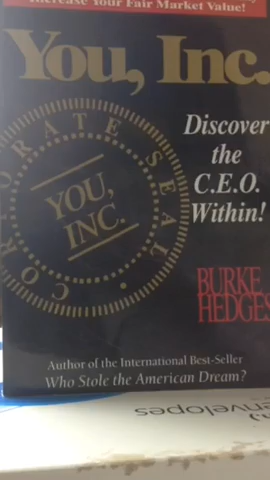 Increase Your Fair Market Value!
You, Inc.
Discover
the
C.E.O.
Within!
CORPORATE SEAL
YOU,
INC.
BURKE
HEDGES
Author of the International Best-Seller
Who Stole the American Dream?
envelopes